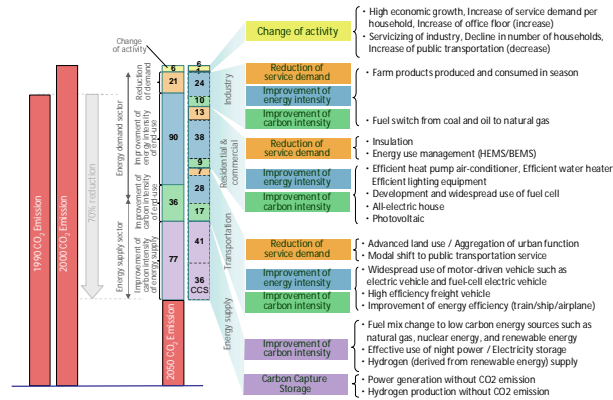 Change
of activity
6
21
90
36
77
6
4
24
10
13
38
9
7
28
17
41
36
CCS
1990 CO2 Emission
2000 CO2 Emission
70% reduction
2050 CO2 Emission
Energy demand sector
Energy supply sector
Reduction
of demand
Improvement of
energy intensity
of end-use
Improvement of
carbon intensity
of end-use
Improvement of
carbon intensity
of energy supply
Industry
Residential &
commercial
Transportation
Energy supply
Change of activity
・High economic growth, Increase of service demand per
household, Increase of office floor (increase)
・Servicizing of industry, Decline in number of households,
Increase of public transportation (decrease)
Reduction of
service demand
Improvement of
energy intensity
Improvement of
carbon intensity
・Farm products produced and consumed in season
・Fuel switch from coal and oil to natural gas
Reduction of
service demand
Improvement of
energy intensity
Improvement of
carbon intensity
・Insulation
・Energy use management (HEMS/BEMS)
・Efficient heat pump air-conditioner, Efficient water heater
Efficient lighting equipment
・Development and widespread use of fuel cell
・All-electric house
・Photovoltaic
Reduction of
service demand
Improvement of
energy intensity
Improvement of
carbon intensity
・Advanced land use / Aggregation of urban function
・Modal shift to public transportation service
・Widespread use of motor-driven vehicle such as
electric vehicle and fuel-cell electric vehicle
・High efficiency freight vehicle
・Improvement of energy efficiency (train/ship/airplane)
Improvement of
carbon intensity
・Fuel mix change to low carbon energy sources such as
natural gas, nuclear energy, and renewable energy
・Effective use of night power / Electricity storage
・Hydrogen (derived from renewable energy) supply
Carbon Capture
Storage
・Power generation without CO2 emission
・Hydrogen production without CO2 emission